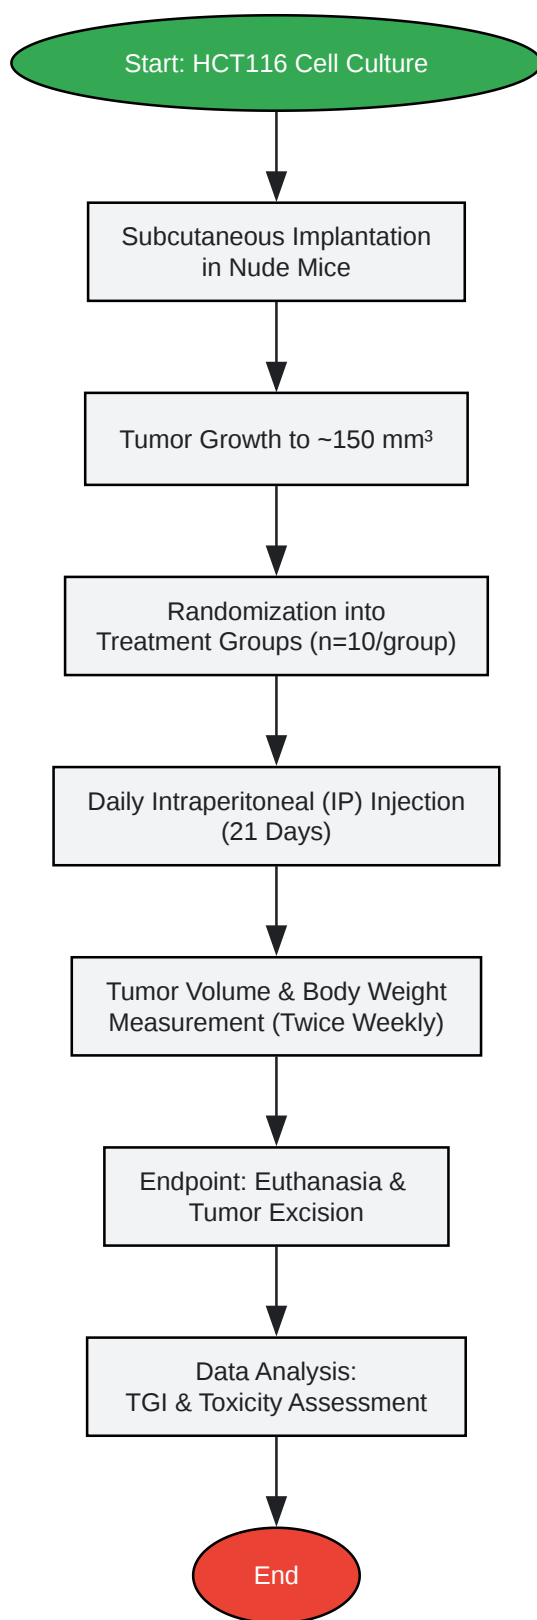 Start: HCT116 Cell Culture
Subcutaneous Implantation
in Nude Mice
Tumor Growth to ~150 mm³
Randomization into
Treatment Groups (n=10/group)
Daily Intraperitoneal (IP) Injection
(21 Days)
Tumor Volume & Body Weight
Measurement (Twice Weekly)
Endpoint: Euthanasia &
Tumor Excision
Data Analysis:
TGI & Toxicity Assessment
End